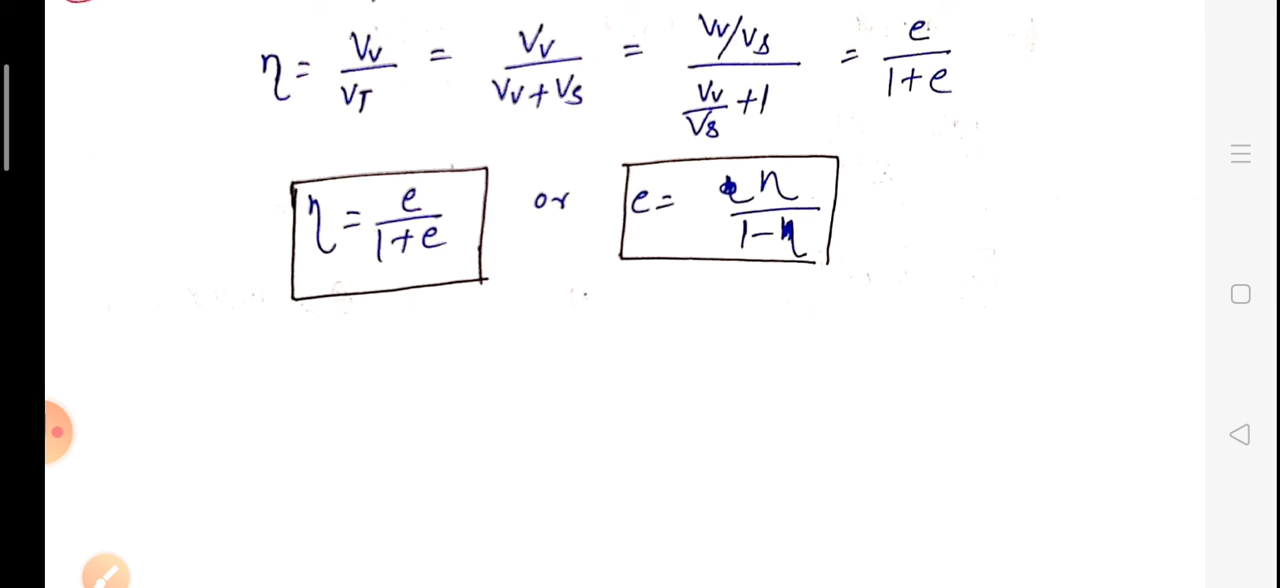 η = Vv/VT = Vv/(Vv + Vs) = (Vv/Vs)/(Vv/Vs + 1) = e/(1+e)
η = e/(1+e) or e = η/(1-η)